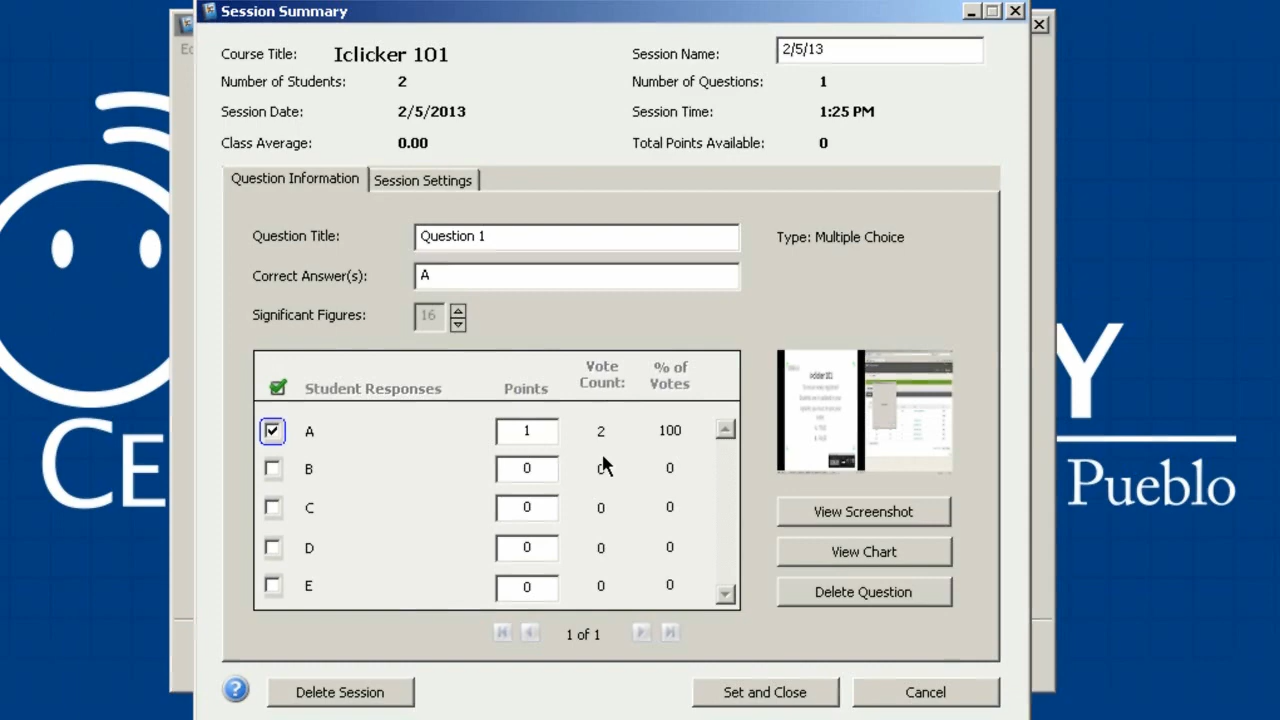 Session Summary
Course Title: Iclicker 101 Session Name: 2/5/13
Number of Students: 2 Number of Questions: 1
Session Date: 2/5/2013 Session Time: 1:25 PM
Class Average: 0.00 Total Points Available: 0
Question Information Session Settings
Question Title: Question 1 Type: Multiple Choice
Correct Answer(s): A
Significant Figures: 16
Student Responses Points Vote Count: % of Votes
A 1 2 100
B 0 0 0
C 0 0 0
D 0 0 0
E 0 0 0
View Screenshot
View Chart
Delete Question
1 of 1
? Delete Session Set and Close Cancel
CE
Y
Pueblo